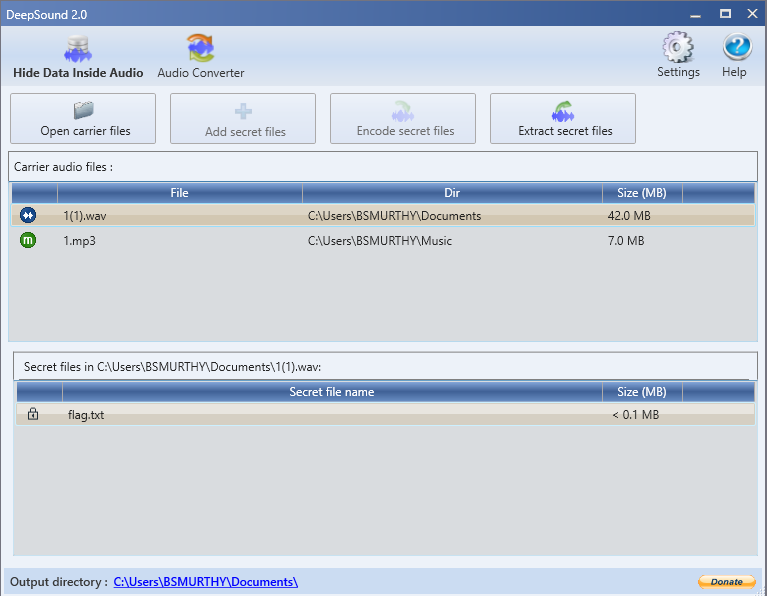 DeepSound 2.0
Hide Data Inside Audio Audio Converter Settings Help
Open carrier files Add secret files Encode secret files Extract secret files
Carrier audio files :
File Dir Size (MB)
1(1).wav C:\Users\BSMURTHY\Documents 42.0 MB
m 1.mp3 C:\Users\BSMURTHY\Music 7.0 MB
Secret files in C:\Users\BSMURTHY\Documents\1(1).wav:
Secret file name Size (MB)
flag.txt < 0.1 MB
Output directory : C:\Users\BSMURTHY\Documents\ Donate